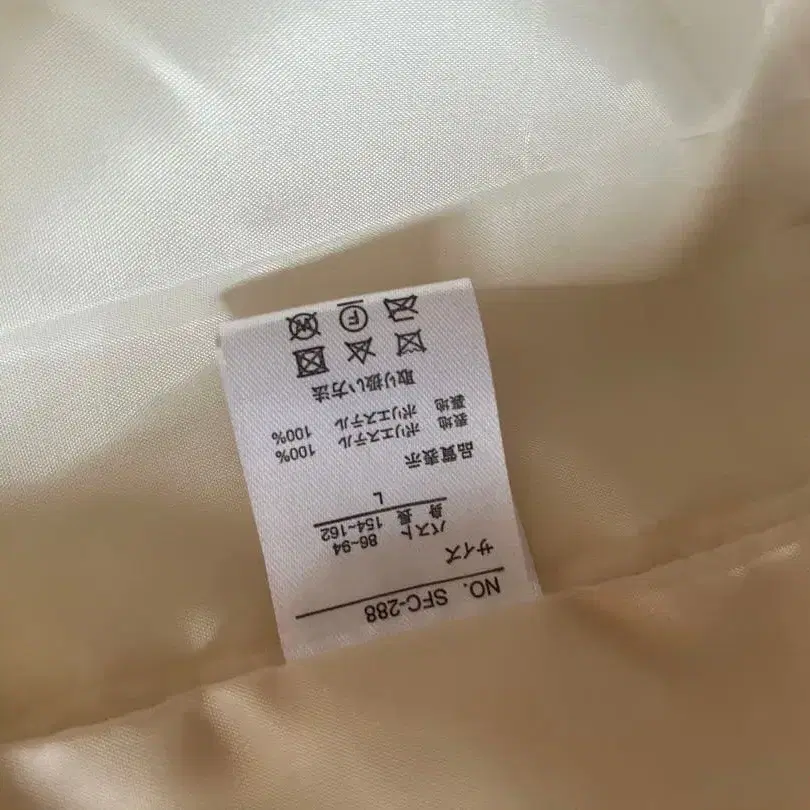 NO. SFC-288
サイズ
バスト 86~94
身長 154~162
L
品質表示
表地 ポリエステル 100%
裏地 ポリエステル 100%
取り扱い方法
F
W